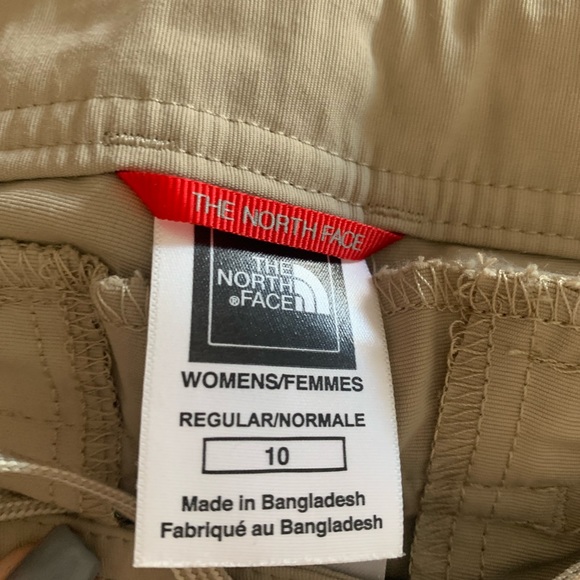 THE NORTH FACE
THE
NORTH
®FACE
WOMENS/FEMMES
REGULAR/NORMALE
10
Made in Bangladesh
Fabriqué au Bangladesh